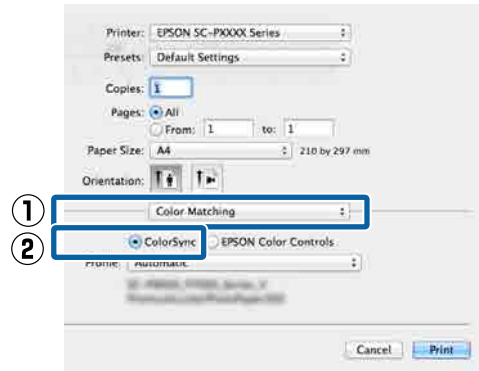 Printer: EPSON SC-PXXXX Series
Presets: Default Settings
Copies: 1
Pages: All
From: 1 to: 1
Paper Size: A4 210 by 297 mm
Orientation:
① Color Matching
② ColorSync EPSON Color Controls
Profile: Automatic
Cancel Print